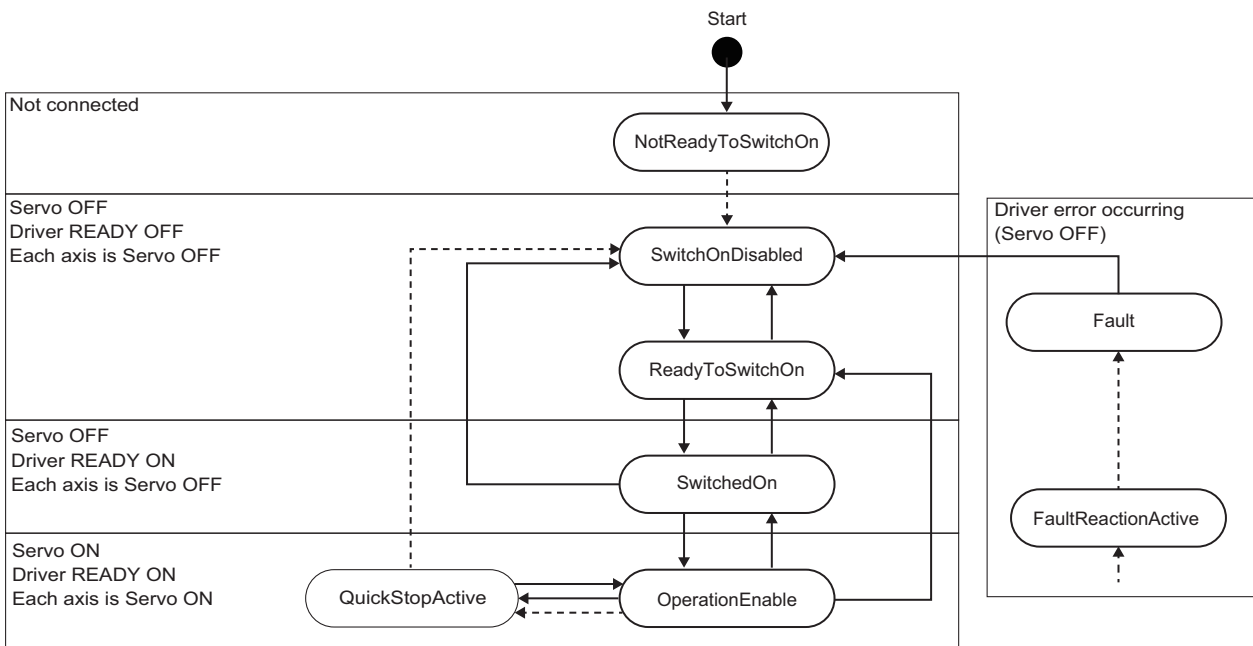 Start
Not connected
NotReadyToSwitchOn
Servo OFF
Driver READY OFF
Each axis is Servo OFF
SwitchOnDisabled
ReadyToSwitchOn
Driver error occurring
(Servo OFF)
Fault
FaultReactionActive
Servo OFF
Driver READY ON
Each axis is Servo OFF
SwitchedOn
Servo ON
Driver READY ON
Each axis is Servo ON
QuickStopActive
OperationEnable